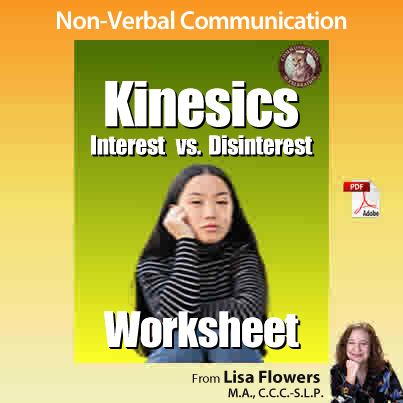 Non-Verbal Communication
Kinesics
Interest vs. Disinterest
PDF
Adobe
Worksheet
From Lisa Flowers
M.A., C.C.C.-S.L.P.